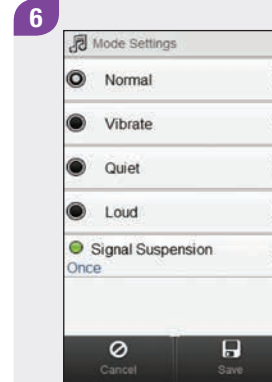 6
Mode Settings
Normal
Vibrate
Quiet
Loud
Signal Suspension
Once
Cancel
Save